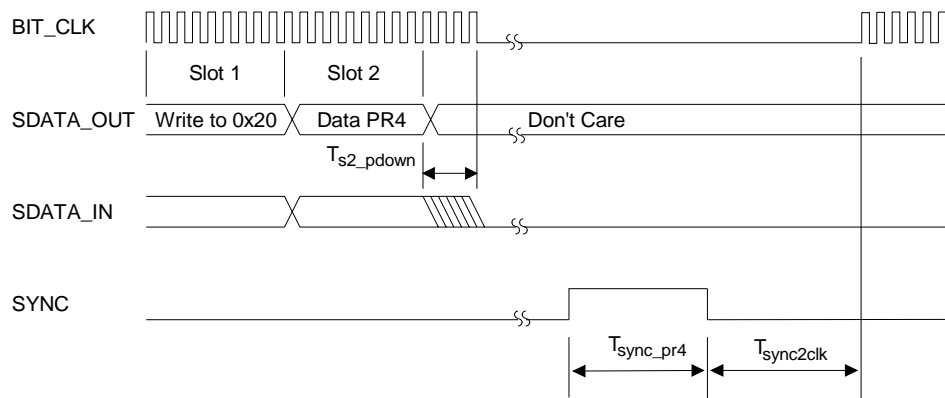 BIT_CLK
Slot 1 Slot 2
SDATA_OUT Write to 0x20 Data PR4 Don't Care
Ts2_pdown
SDATA_IN
SYNC
Tsync_pr4 Tsync2clk